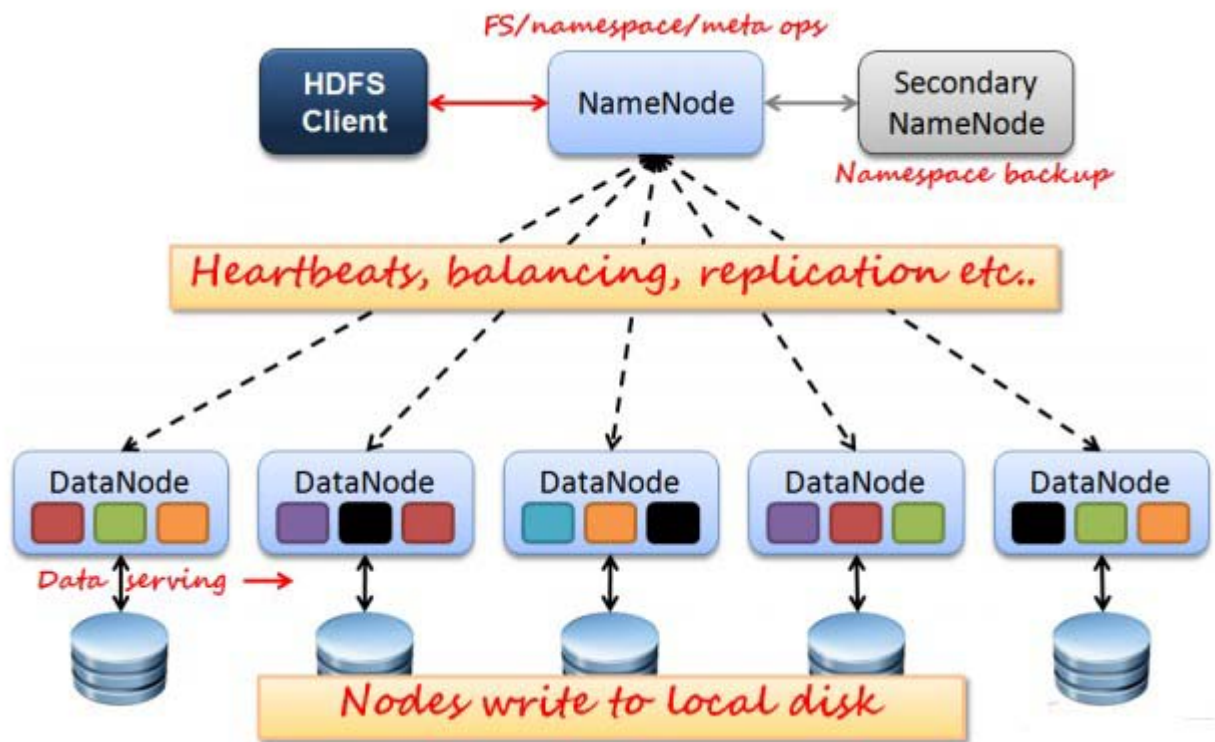 FS/namespace/meta ops
HDFS
Client
NameNode
Secondary
NameNode
Namespace backup
Heartbeats, balancing, replication etc..
DataNode
DataNode
DataNode
DataNode
DataNode
Data serving
Nodes write to local disk